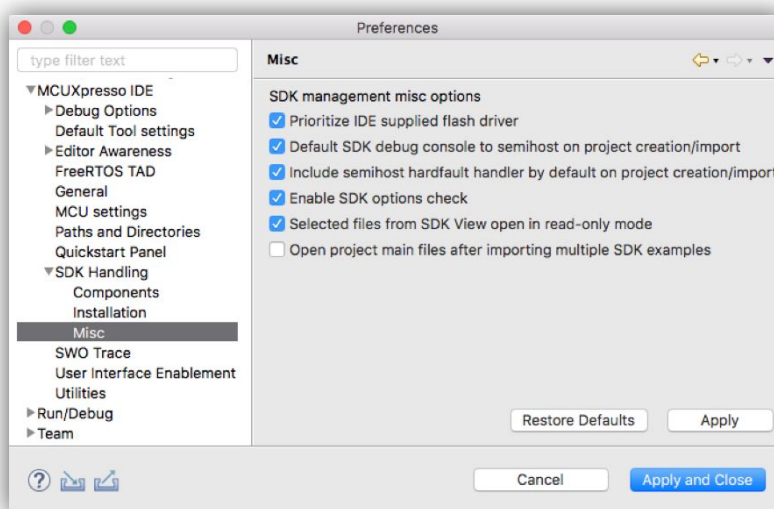 Preferences
type filter text
MCUXpresso IDE
Debug Options
Default Tool settings
Editor Awareness
FreeRTOS TAD
General
MCU settings
Paths and Directories
Quickstart Panel
SDK Handling
Components
Installation
Misc
SWO Trace
User Interface Enablement
Utilities
Run/Debug
Team
Misc
SDK management misc options
Prioritize IDE supplied flash driver
Default SDK debug console to semihost on project creation/import
Include semihost hardfault handler by default on project creation/import
Enable SDK options check
Selected files from SDK View open in read-only mode
Open project main files after importing multiple SDK examples
Restore Defaults
Apply
?
Cancel
Apply and Close